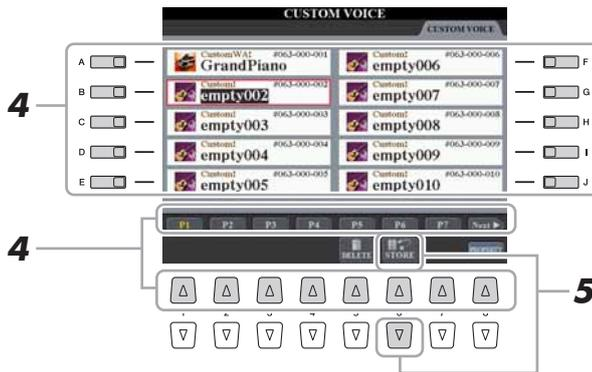 CUSTOM VOICE
CUSTOM VOICE
4
A
CustomWA! #063-000-001
GrandPiano
B
Custom! #063-000-002
empty002
C
Custom! #063-000-003
empty003
D
Custom! #063-000-004
empty004
E
Custom! #063-000-005
empty005
Custom! #063-000-006
empty006
F
Custom! #063-000-007
empty007
G
Custom! #063-000-008
empty008
H
Custom! #063-000-009
empty009
I
Custom! #063-000-010
empty010
J
4
P1 P2 P3 P4 P5 P6 P7 Next ▶
DELETE STORE
5